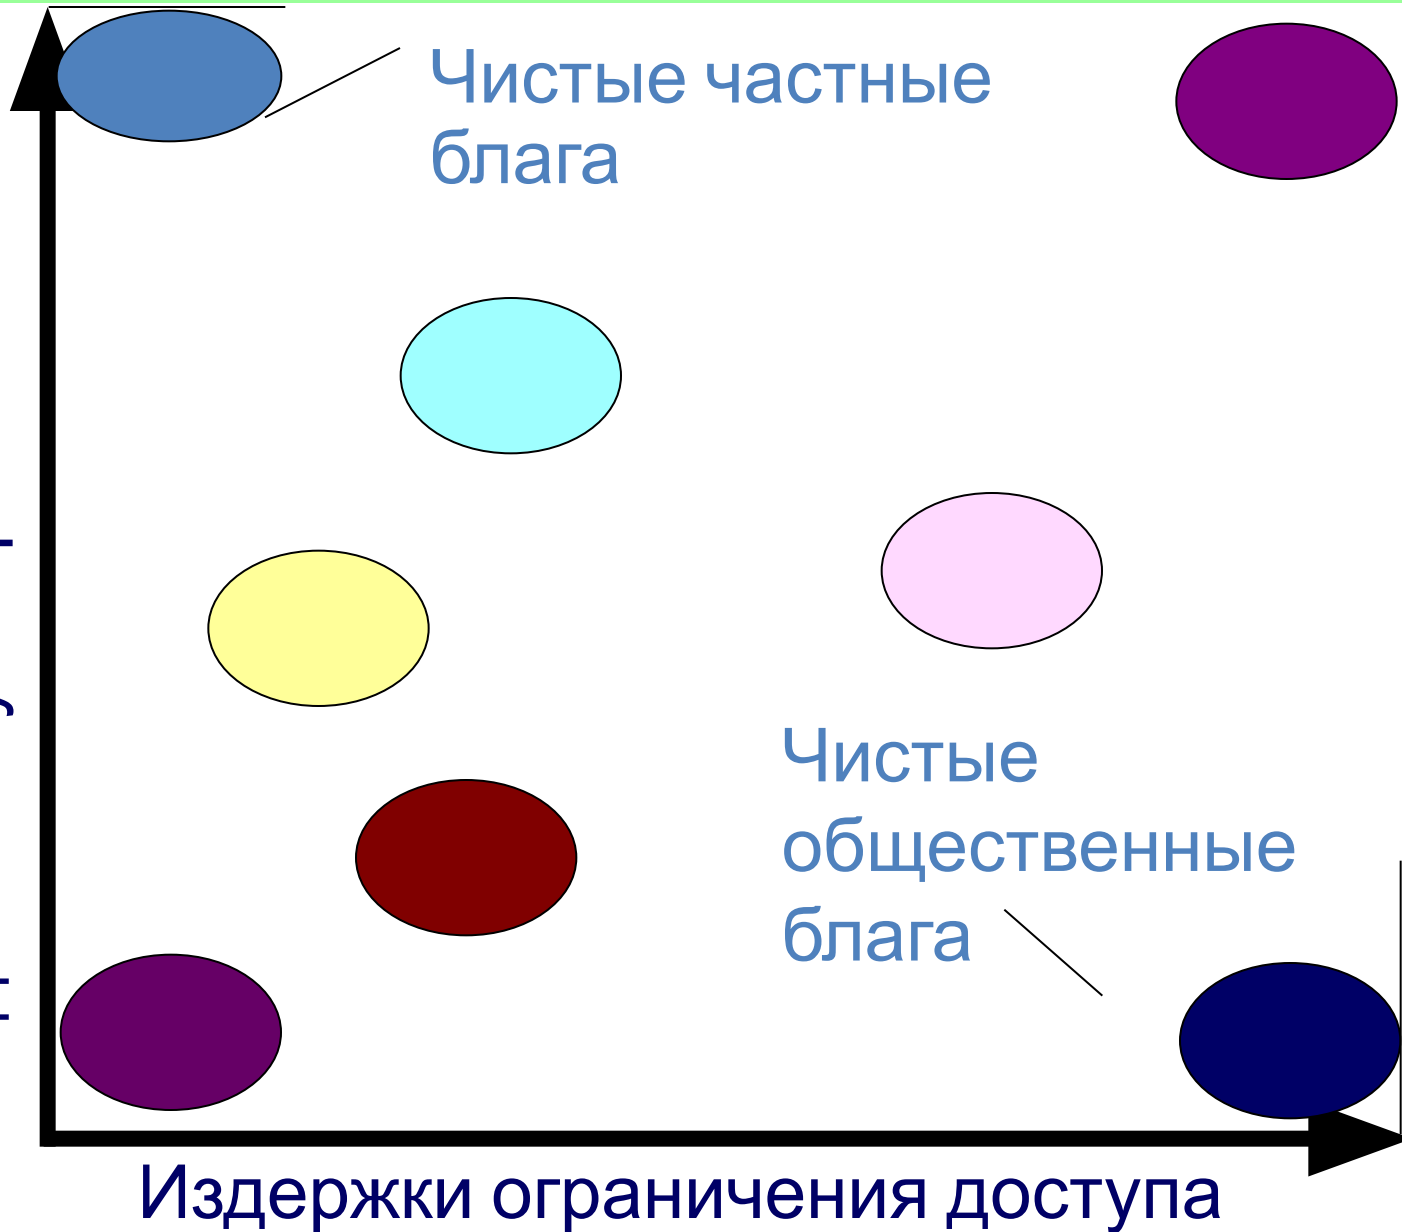 Чистые частные
блага
Чистые
общественные
блага
Издержки ограничения доступа